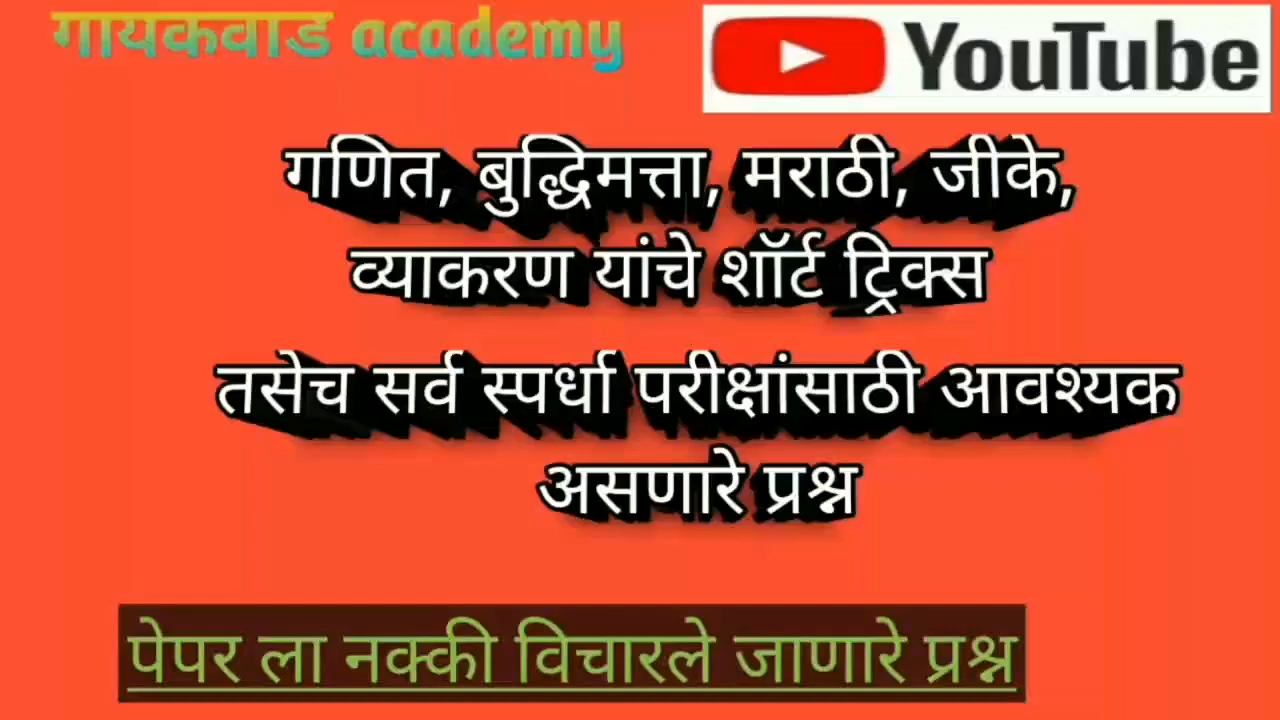 गायकवाड academy
YouTube
गणित, बुद्धिमत्ता, मराठी, जीके,
व्याकरण यांचे शॉर्ट ट्रिक्स
तसेच सर्व स्पर्धा परीक्षांसाठी आवश्यक
असणारे प्रश्न
पेपर ला नक्की विचारले जाणारे प्रश्न